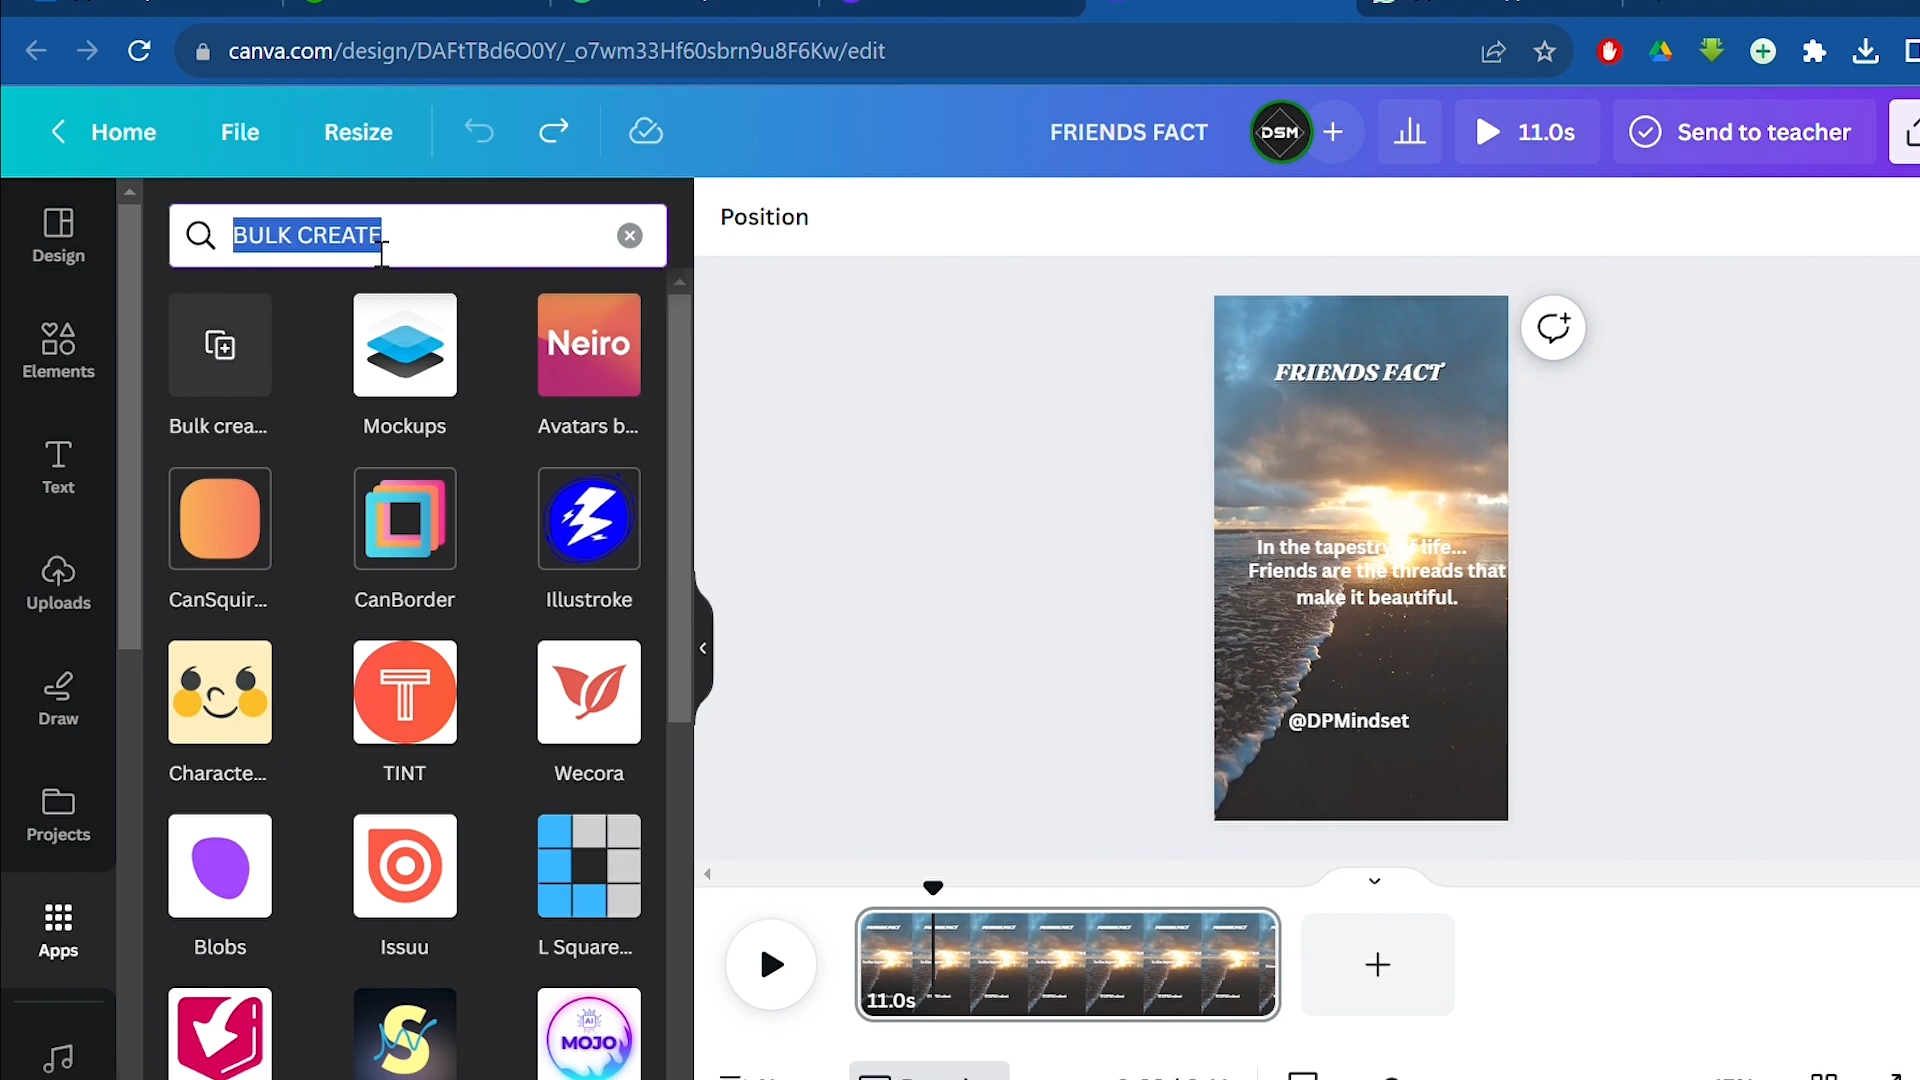 canva.com/design/DAFtTBd6O0Y/_o7wm33Hf60sbrn9u8F6Kw/edit
Home
File
Resize
FRIENDS FACT
DSM
11.0s
Send to teacher
Design
Elements
Text
Uploads
Draw
Projects
Apps
BULK CREATE
Neiro
Bulk crea...
Mockups
Avatars b...
CanSquir...
CanBorder
Illustroke
Characte...
TINT
Wecora
Blobs
Issuu
L Square...
AI
MOJO
Position
FRIENDS FACT
In the tapestry of life...
Friends are the threads that
make it beautiful.
@DPMindset
11.0s